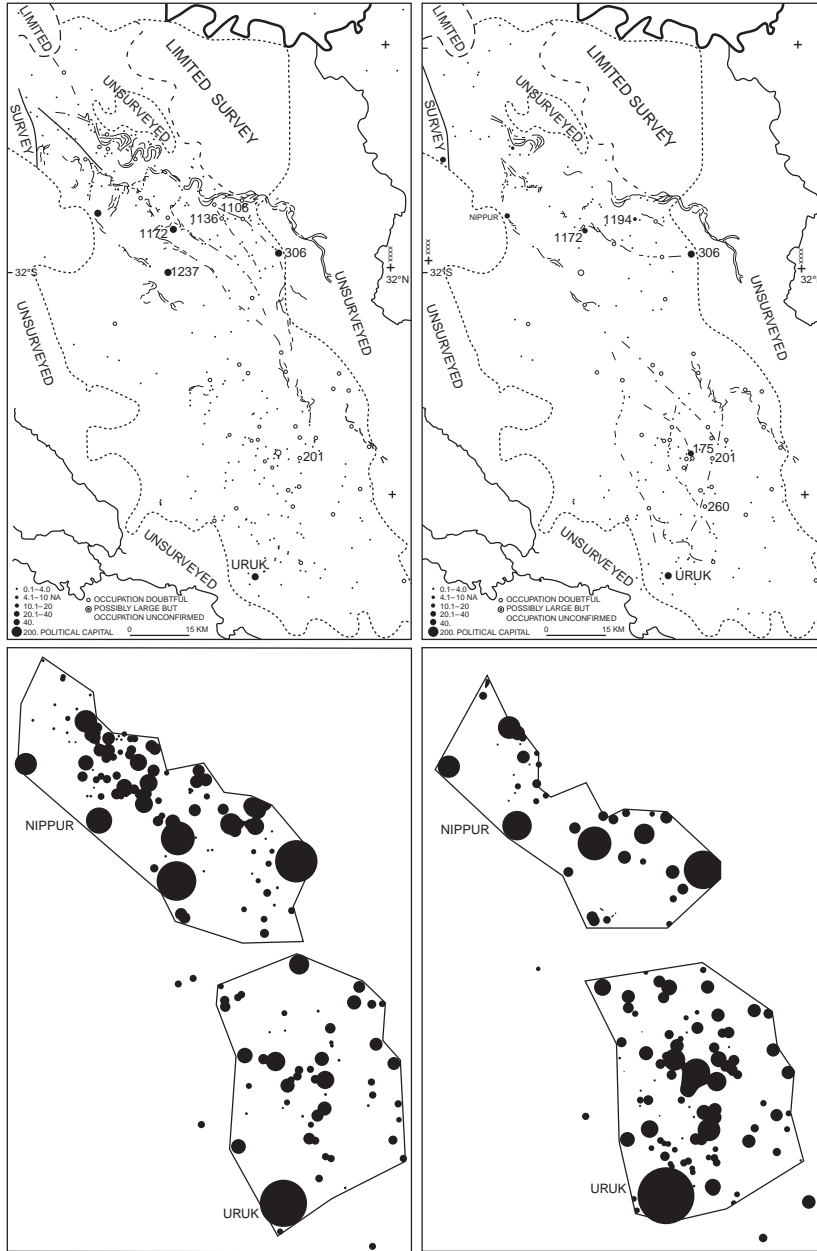 LIMITED
LIMITED SURVEY
UNSURVEYED
SURVEY
1106
1136
1172
306
1237
32°S
32°N
UNSURVEYED
UNSURVEYED
201
UNSURVEYED
URUK
0.1–4.0
4.1–10 NA
10.1–20
20.1–40
40.
200. POLITICAL CAPITAL
OCCUPATION DOUBTFUL
POSSIBLY LARGE BUT
OCCUPATION UNCONFIRMED
0 15 KM
LIMITED
LIMITED SURVEY
UNSURVEYED
SURVEY
NIPPUR
1194
1172
306
32°S
32°N
UNSURVEYED
UNSURVEYED
175
201
260
UNSURVEYED
URUK
0.1–4.0
4.1–10 NA
10.1–20
20.1–40
40.
200. POLITICAL CAPITAL
OCCUPATION DOUBTFUL
POSSIBLY LARGE BUT
OCCUPATION UNCONFIRMED
0 15 KM
NIPPUR
URUK
NIPPUR
URUK